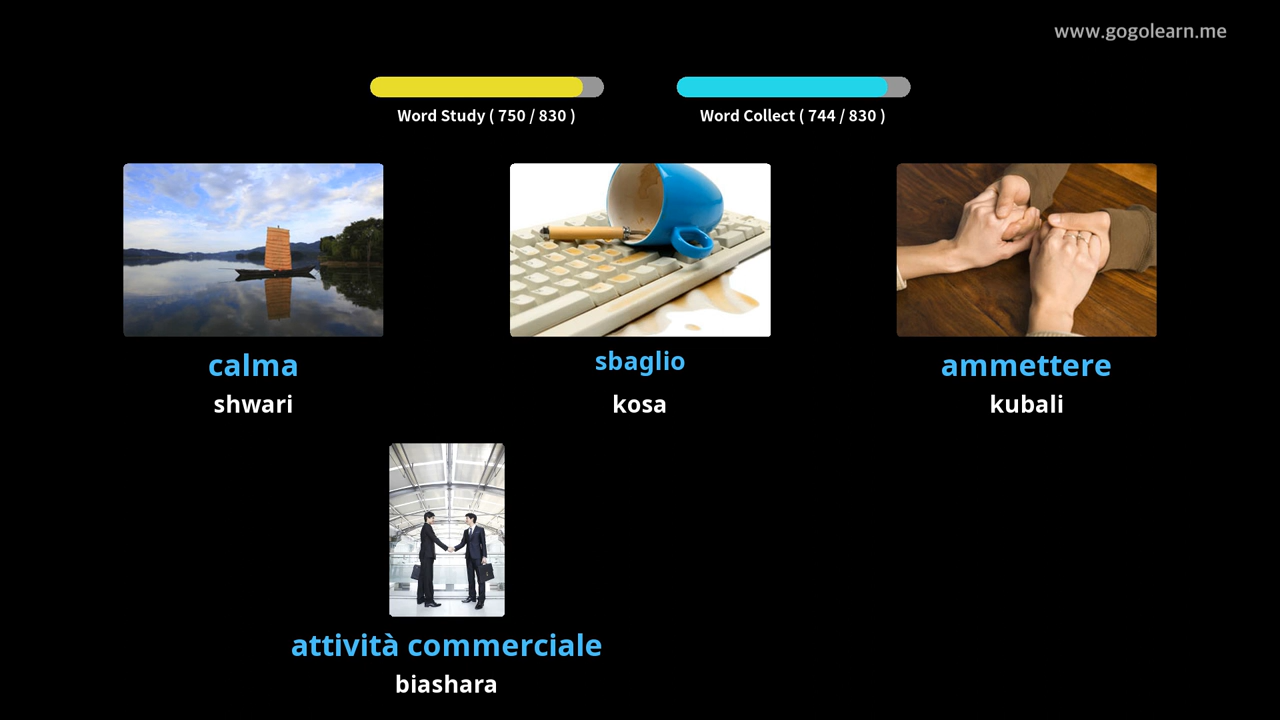 www.gogolearn.me
Word Study ( 750 / 830 )
Word Collect ( 744 / 830 )
calma
shwari
sbaglio
kosa
ammettere
kubali
attività commerciale
biashara